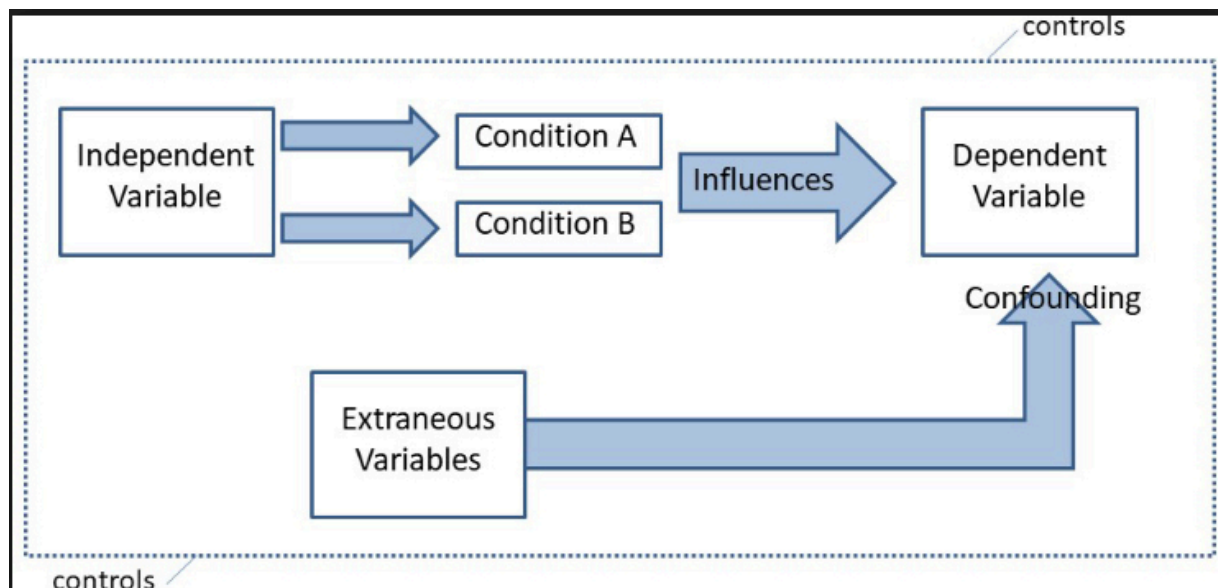 controls
Independent
Variable
Condition A
Condition B
Influences
Dependent
Variable
Confounding
Extraneous
Variables
controls